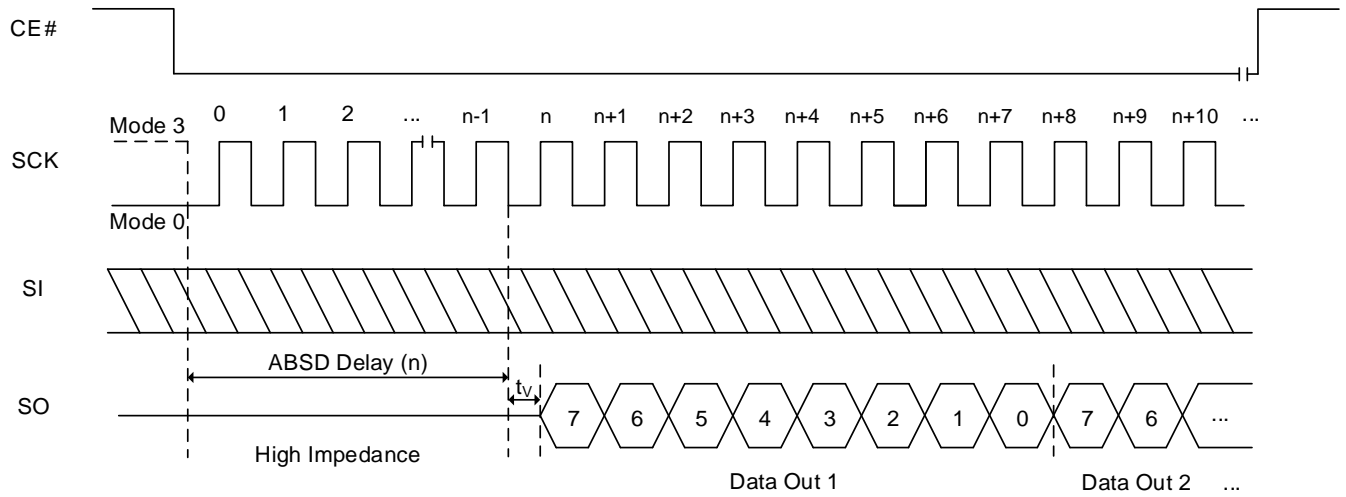 CE#
0 1 2 ... n-1 n n+1 n+2 n+3 n+4 n+5 n+6 n+7 n+8 n+9 n+10 ...
Mode 3
SCK
Mode 0
SI
ABSD Delay (n)
tV
SO
7 6 5 4 3 2 1 0 7 6 ...
High Impedance
Data Out 1 Data Out 2 ...